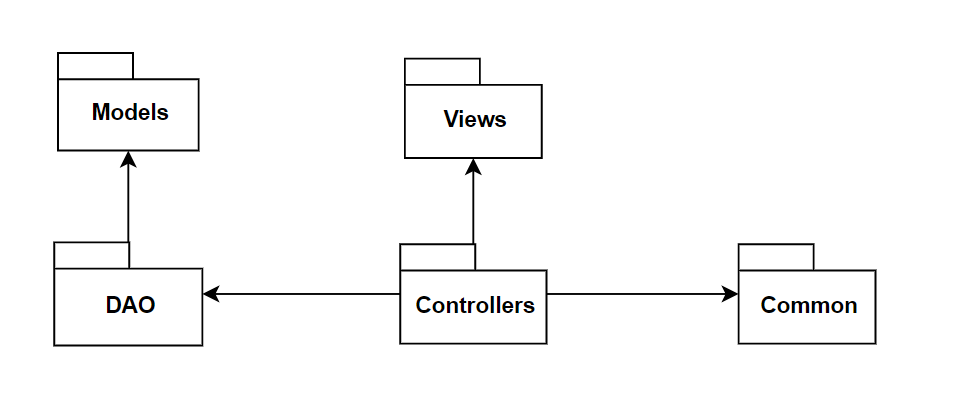 Models
Views
DAO
Controllers
Common